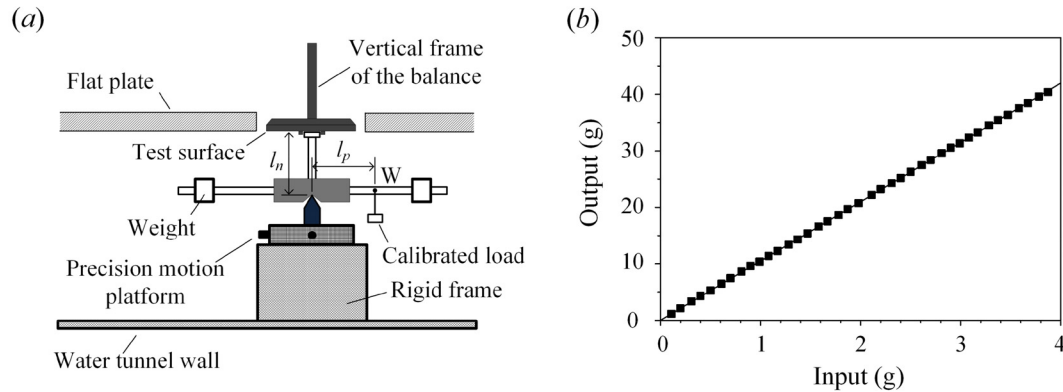 (a)
Vertical frame
of the balance
Flat plate
Test surface
l_n
l_p
W
Weight
Calibrated load
Precision motion
platform
Rigid frame
Water tunnel wall
(b)
50
40
30
20
10
0
Output (g)
0 1 2 3 4
Input (g)